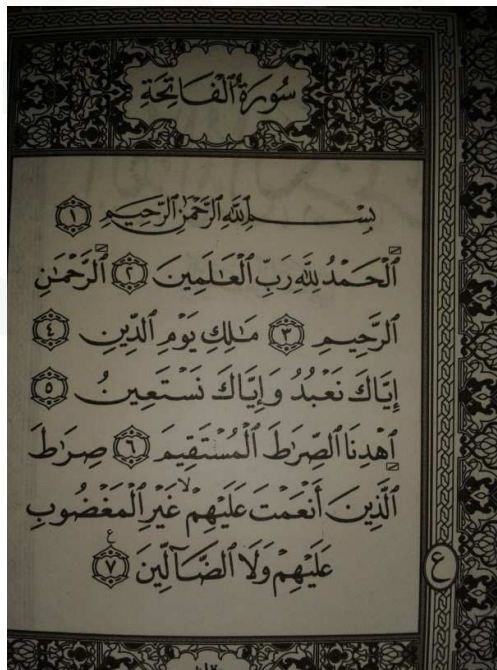 سُورَةُ ٱلْفَاتِحَةِ
بِسْمِ ٱللَّهِ ٱلرَّحْمَٰنِ ٱلرَّحِيمِ ١
ٱلْحَمْدُ لِلَّهِ رَبِّ ٱلْعَـٰلَمِينَ ٢ ٱلرَّحْمَـٰنِ
ٱلرَّحِيمِ ٣ مَـٰلِكِ يَوْمِ ٱلدِّينِ ٤
إِيَّاكَ نَعْبُدُ وَإِيَّاكَ نَسْتَعِينُ ٥
ٱهْدِنَا ٱلصِّرَٰطَ ٱلْمُسْتَقِيمَ ٦ صِرَٰطَ
ٱلَّذِينَ أَنْعَمْتَ عَلَيْهِمْ ۙ غَيْرِ ٱلْمَغْضُوبِ
عَلَيْهِمْ وَلَا ٱلضَّآلِّينَ ٧ ع
ع